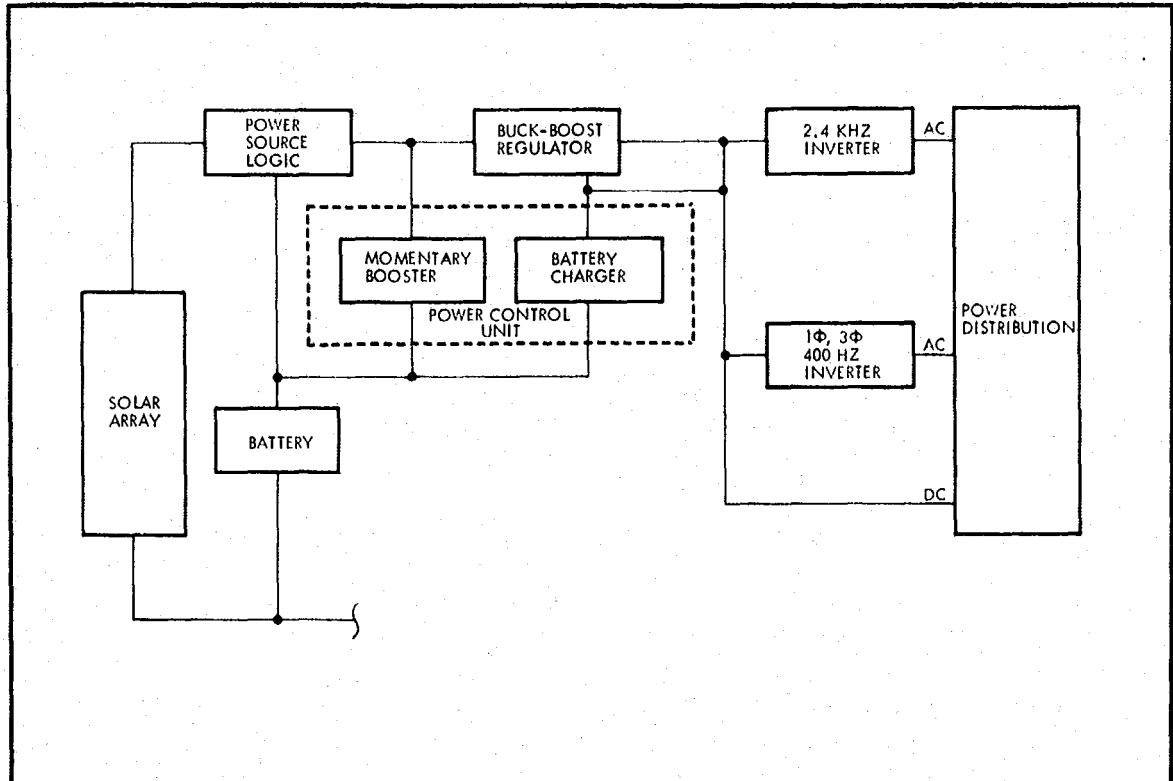 POWER
SOURCE
LOGIC
BUCK-BOOST
REGULATOR
2.4 KHZ
INVERTER
AC
MOMENTARY
BOOSTER
BATTERY
CHARGER
POWER CONTROL
UNIT
1Φ, 3Φ
400 HZ
INVERTER
AC
POWER
DISTRIBUTION
SOLAR
ARRAY
BATTERY
DC